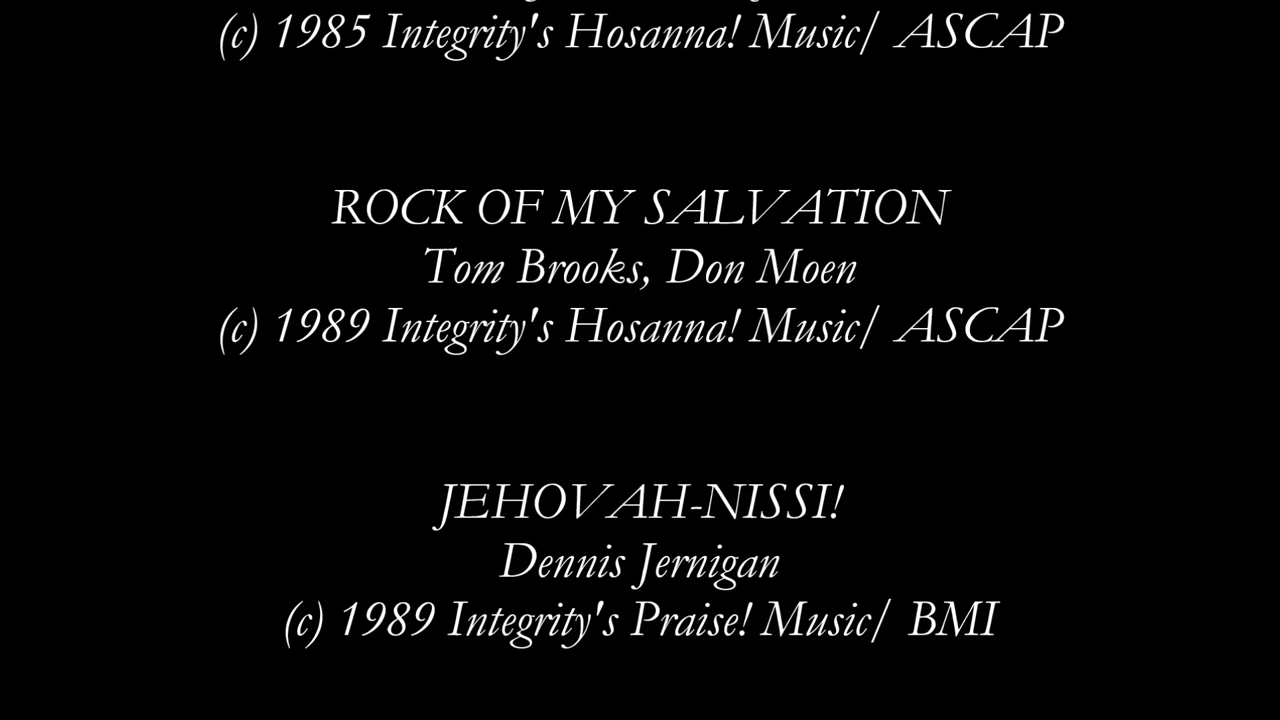 (c) 1985 Integrity's Hosanna! Music/ ASCAP
ROCK OF MY SALVATION
Tom Brooks, Don Moen
(c) 1989 Integrity's Hosanna! Music/ ASCAP
JEHOVAH-NISSI!
Dennis Jernigan
(c) 1989 Integrity's Praise! Music/ BMI